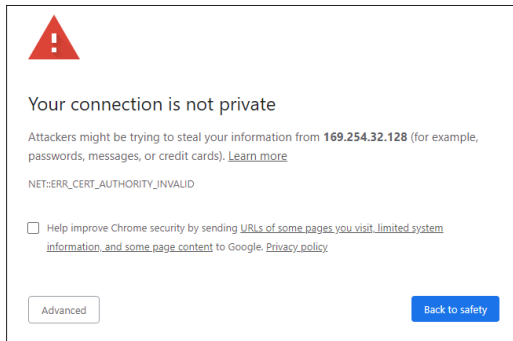 Your connection is not private
Attackers might be trying to steal your information from 169.254.32.128 (for example,
passwords, messages, or credit cards). Learn more
NET::ERR_CERT_AUTHORITY_INVALID
Help improve Chrome security by sending URLs of some pages you visit, limited system
information, and some page content to Google. Privacy policy
Advanced
Back to safety